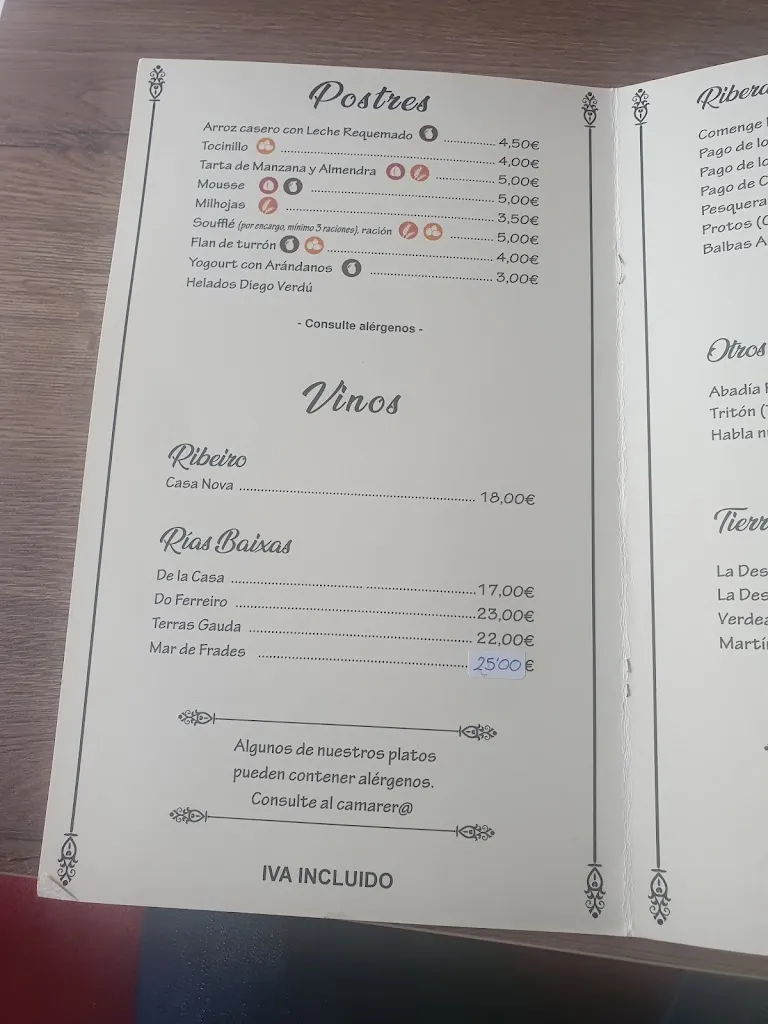 Postres
Arroz casero con Leche Requemado ............ 4,50€
Tocinillo ............ 4,00€
Tarta de Manzana y Almendra ............ 5,00€
Mousse ............ 5,00€
Milhojas ............ 3,50€
Soufflé (por encargo, mínimo 3 raciones), ración ............ 5,00€
Flan de turrón ............ 4,00€
Yogourt con Arándanos ............ 3,00€
Helados Diego Verdú
- Consulte alérgenos -
Vinos
Ribeiro
Casa Nova ............ 18,00€
Rías Baixas
De la Casa ............ 17,00€
Do Ferreiro ............ 23,00€
Terras Gauda ............ 22,00€
Mar de Frades ............ 25'00 €
Algunos de nuestros platos
pueden contener alérgenos.
Consulte al camarer@
IVA INCLUIDO
Ribera
Comenge
Pago de
Pago de
Pago de
Pesquera
Protos
Balbas
Otros
Abadía
Tritón
Habla
La Des
La Des
Martí